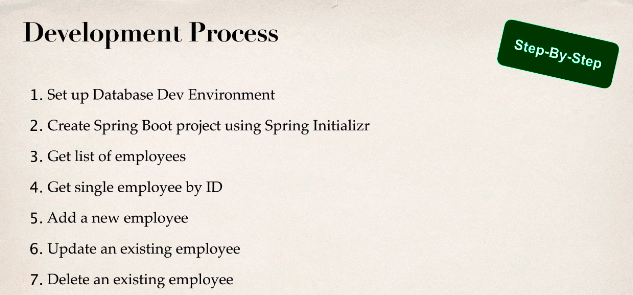 Development Process
Step-By-Step
1. Set up Database Dev Environment
2. Create Spring Boot project using Spring Initializr
3. Get list of employees
4. Get single employee by ID
5. Add a new employee
6. Update an existing employee
7. Delete an existing employee